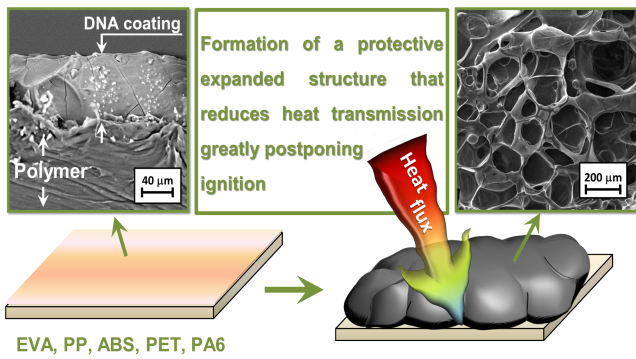 DNA coating
Polymer
40 µm
Formation of a protective
expanded structure that
reduces heat transmission
greatly postponing
ignition
200 µm
Heat flux
EVA, PP, ABS, PET, PA6